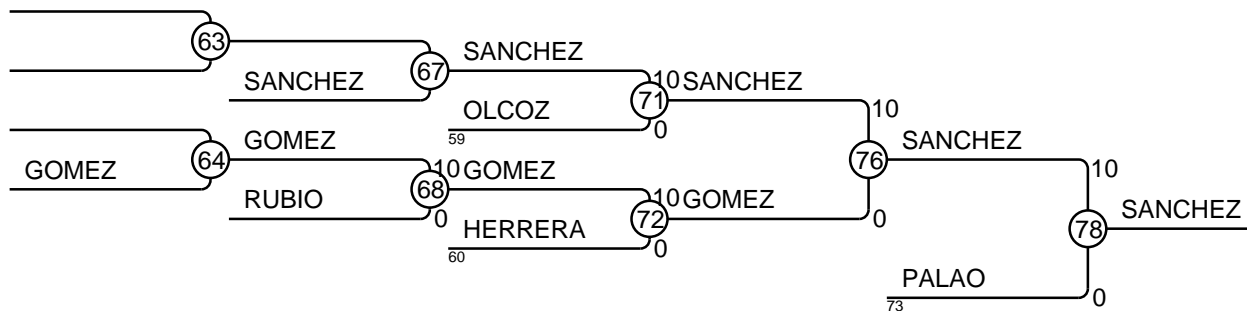 63
SANCHEZ
67
SANCHEZ
10 SANCHEZ
71
10
OLCOZ
59
0
SANCHEZ
GOMEZ
64
GOMEZ
76
10
10 GOMEZ
68
10 GOMEZ
SANCHEZ
RUBIO
0
72
0
78
HERRERA
60
0
PALAO
73
0